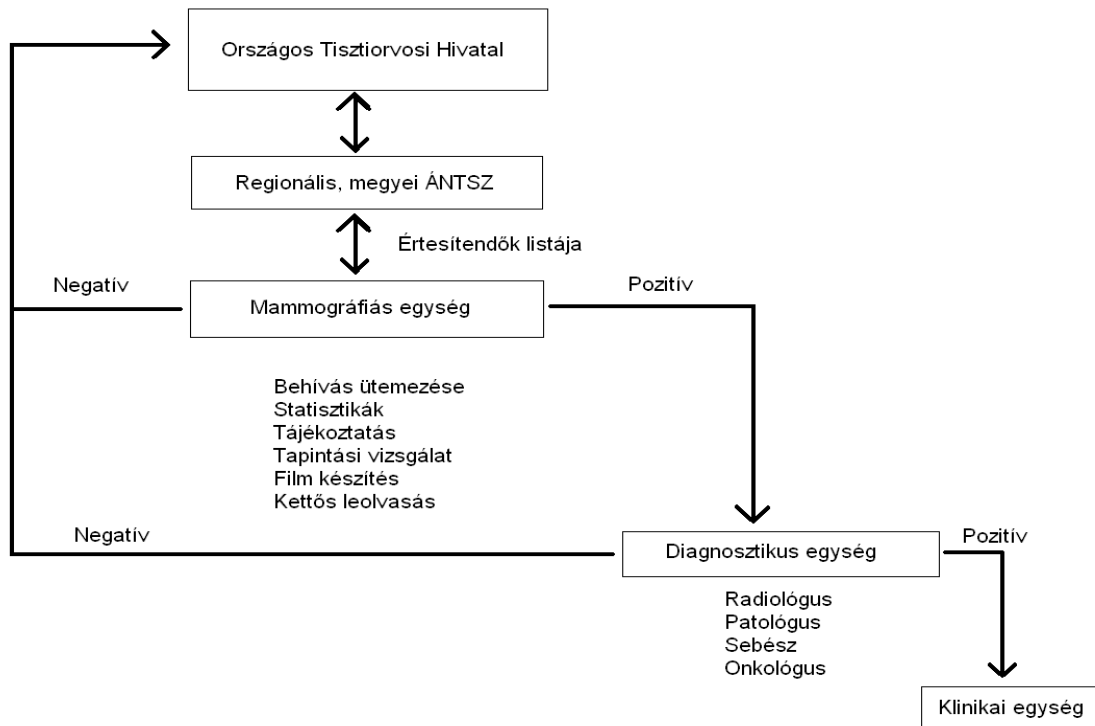 Országos Tisztiorvosi Hivatal
Regionális, megyei ÁNTSZ
Értesítendők listája
Negatív
Pozitív
Mammográfiás egység
Behívás ütemezése
Statisztikák
Tájékoztatás
Tapintási vizsgálat
Film készítés
Kettős leolvasás
Negatív
Pozitív
Diagnosztikus egység
Radiológus
Patológus
Sebész
Onkológus
Klinikai egység